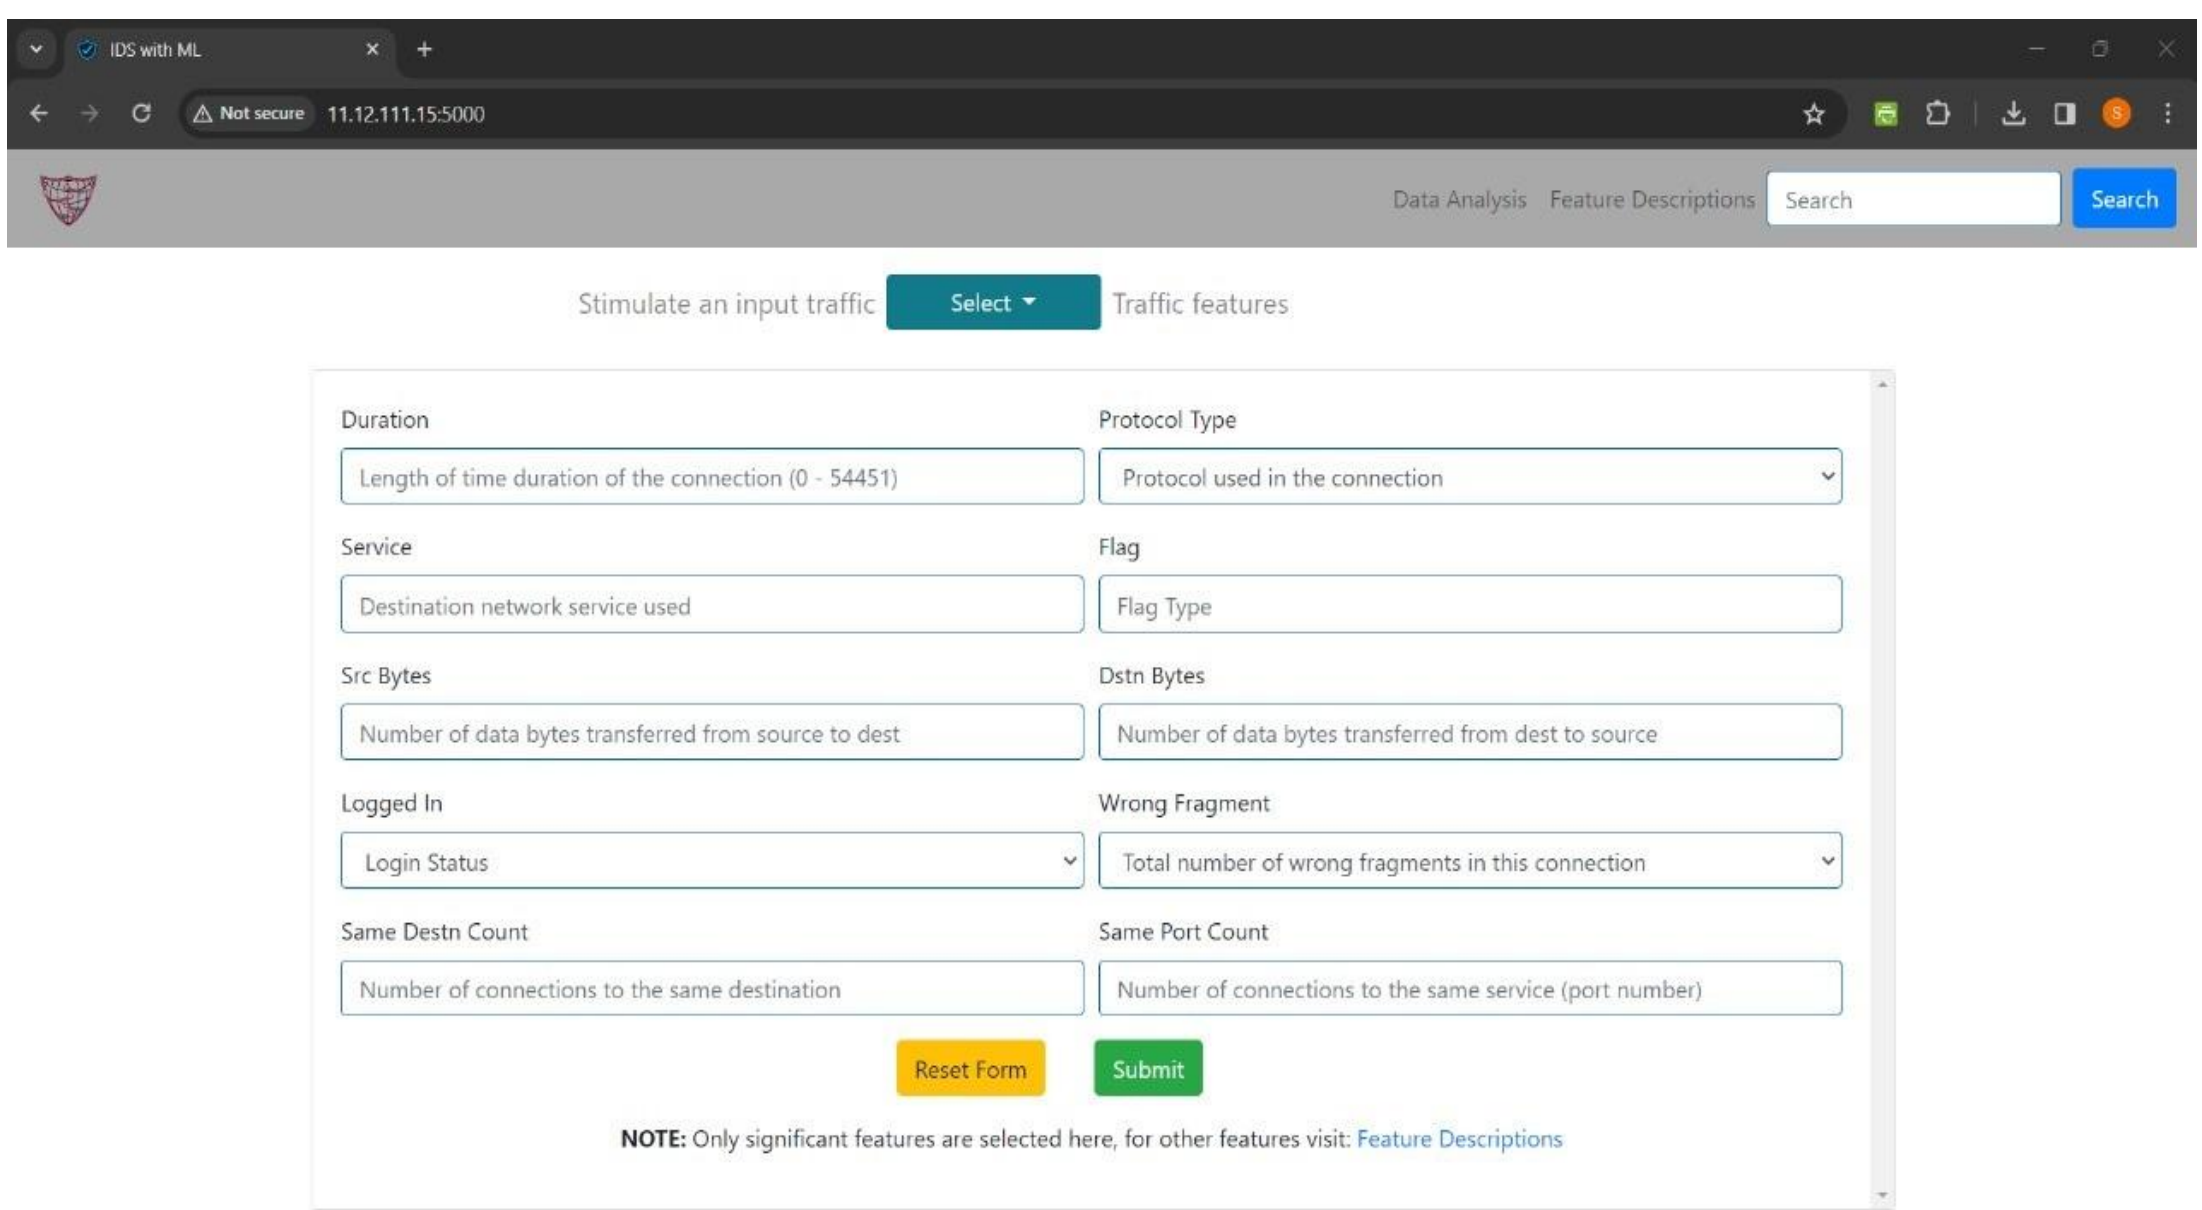 IDS with ML
Not secure 11.12.111.15:5000 S
Data Analysis Feature Descriptions Search Search
Stimulate an input traffic Select Traffic features
Duration Protocol Type
Length of time duration of the connection (0 - 54451) Protocol used in the connection
Service Flag
Destination network service used Flag Type
Src Bytes Dstn Bytes
Number of data bytes transferred from source to dest Number of data bytes transferred from dest to source
Logged In Wrong Fragment
Login Status Total number of wrong fragments in this connection
Same Destn Count Same Port Count
Number of connections to the same destination Number of connections to the same service (port number)
Reset Form Submit
NOTE: Only significant features are selected here, for other features visit: Feature Descriptions